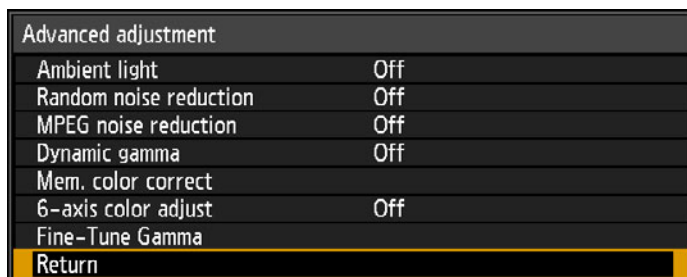 Advanced adjustment
Ambient light Off
Random noise reduction Off
MPEG noise reduction Off
Dynamic gamma Off
Mem. color correct
6-axis color adjust Off
Fine-Tune Gamma
Return